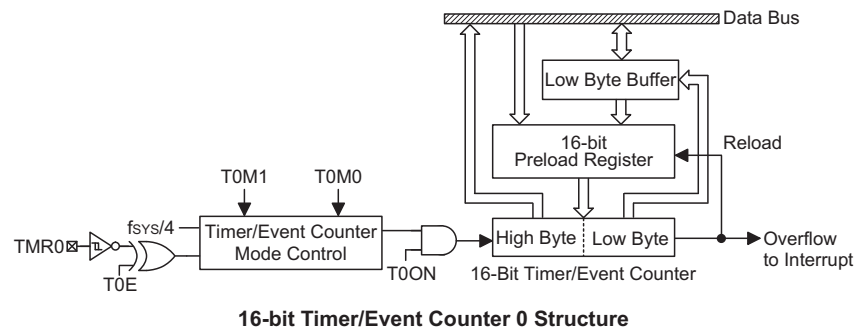 Data Bus
Low Byte Buffer
16-bit
Preload Register
Reload
T0M1
T0M0
fSYS/4
TMR0
Timer/Event Counter
Mode Control
T0E
T0ON
High Byte
Low Byte
16-Bit Timer/Event Counter
Overflow
to Interrupt
16-bit Timer/Event Counter 0 Structure